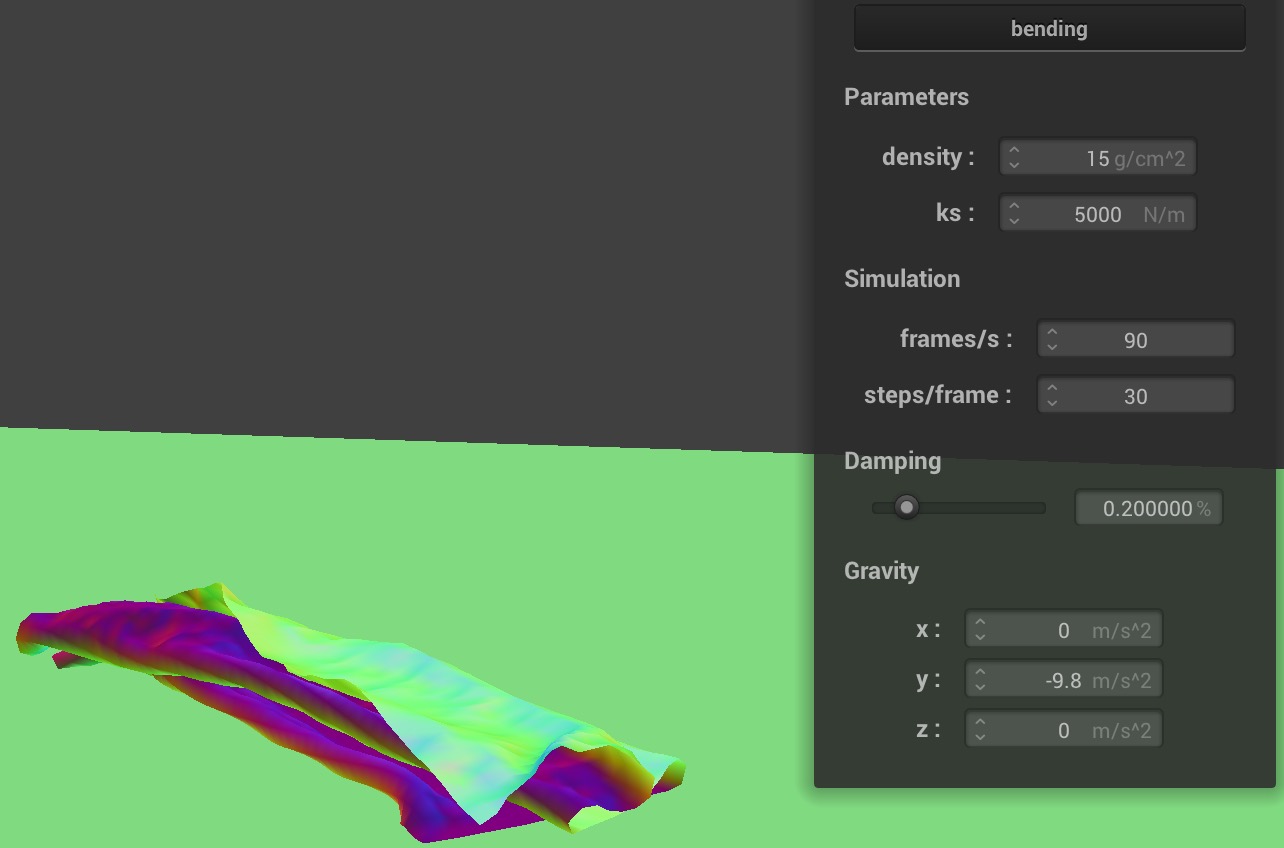 bending
Parameters
density : 15 g/cm^2
ks : 5000 N/m
Simulation
frames/s : 90
steps/frame : 30
Damping
0.200000 %
Gravity
x : 0 m/s^2
y : -9.8 m/s^2
z : 0 m/s^2